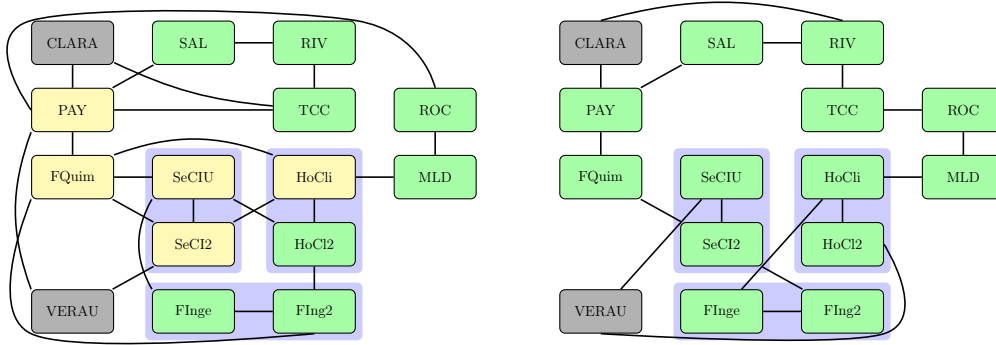 CLARA SAL RIV
PAY TCC ROC
FQuim SeCIU HoCli MLD
SeCI2 HoCl2
VERAU FInge FIng2
CLARA SAL RIV
PAY TCC ROC
FQuim SeCIU HoCli MLD
SeCI2 HoCl2
VERAU FInge FIng2